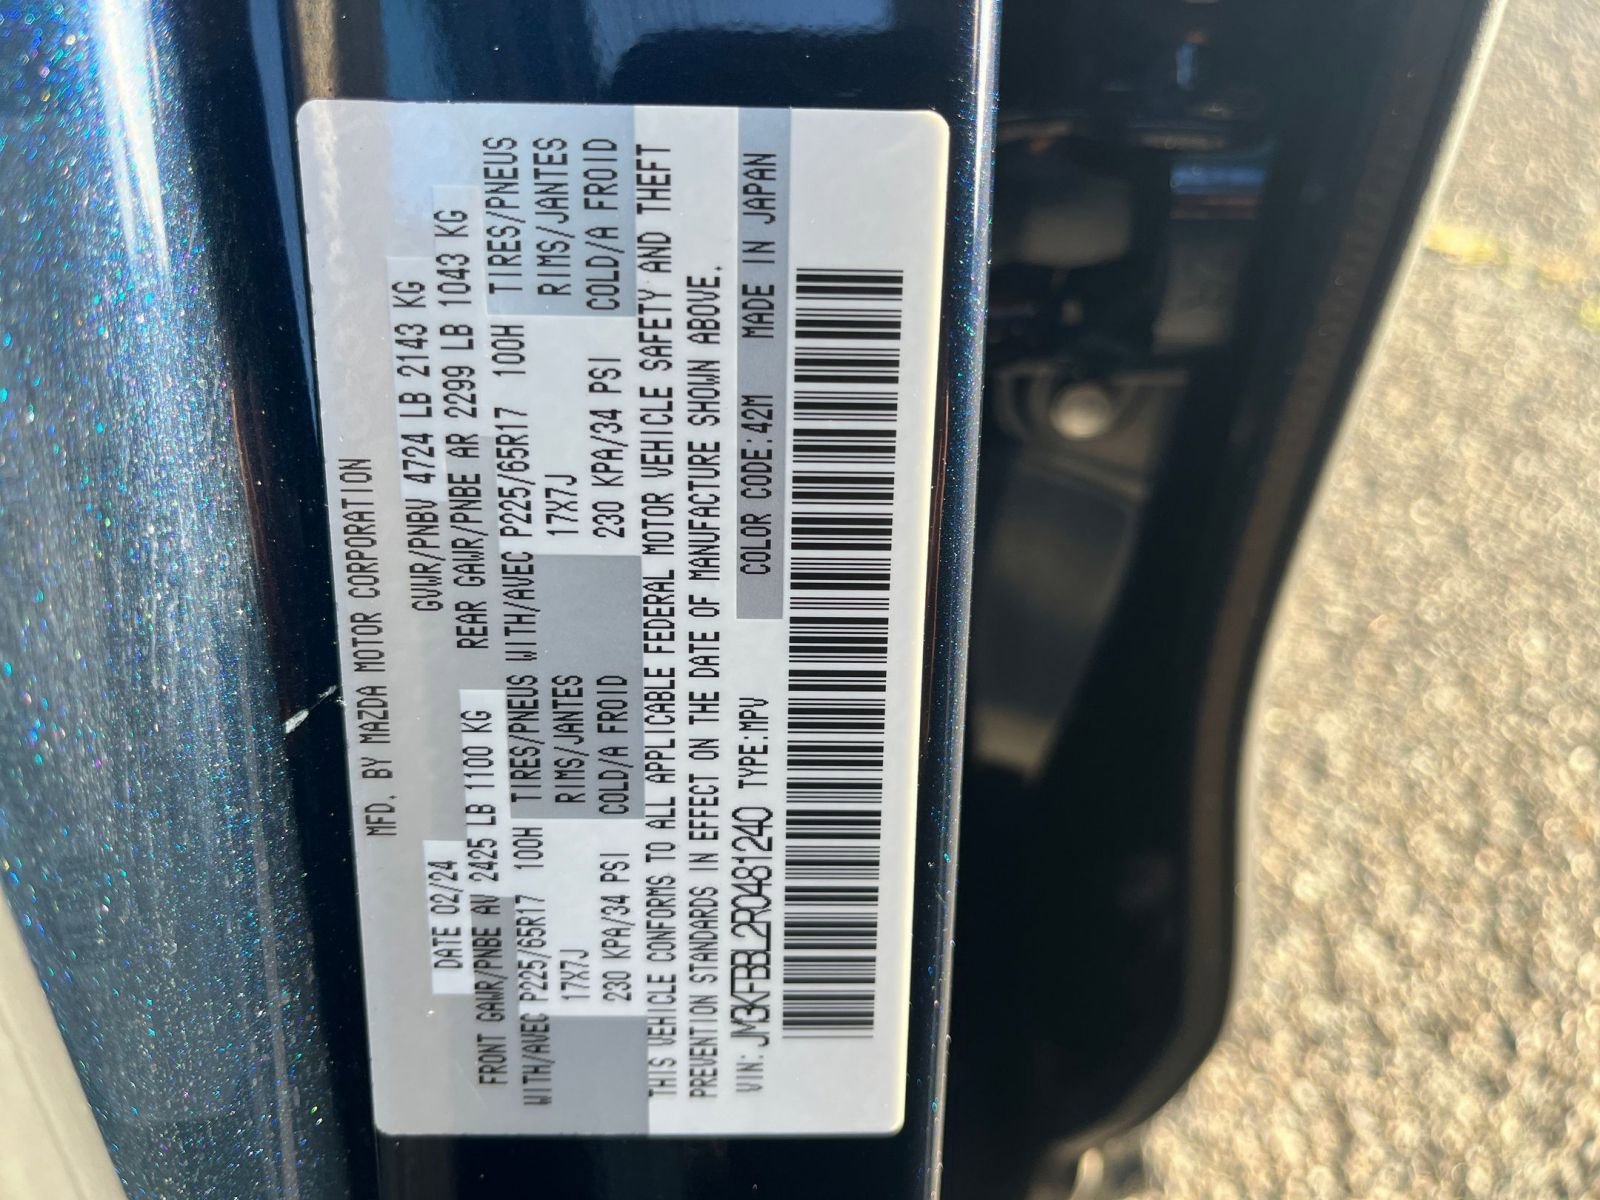 MFD. BY MAZDA MOTOR CORPORATION
DATE 02/24 GVWR/PNBV 4724 LB 2143 KG
FRONT GAWR/PNBE AV 2425 LB 1100 KG REAR GAWR/PNBE AR 2299 LB 1043 KG
WITH/AVEC P225/65R17 100H TIRES/PNEUS WITH/AVEC P225/65R17 100H TIRES/PNEUS
17X7J RIMS/JANTES 17X7J RIMS/JANTES
230 KPA/34 PSI COLD/A FROID 230 KPA/34 PSI COLD/A FROID
THIS VEHICLE CONFORMS TO ALL APPLICABLE FEDERAL MOTOR VEHICLE SAFETY AND THEFT
PREVENTION STANDARDS IN EFFECT ON THE DATE OF MANUFACTURE SHOWN ABOVE.
VIN: JM3KFBBL2R0481240 TYPE:MPV COLOR CODE:42M MADE IN JAPAN